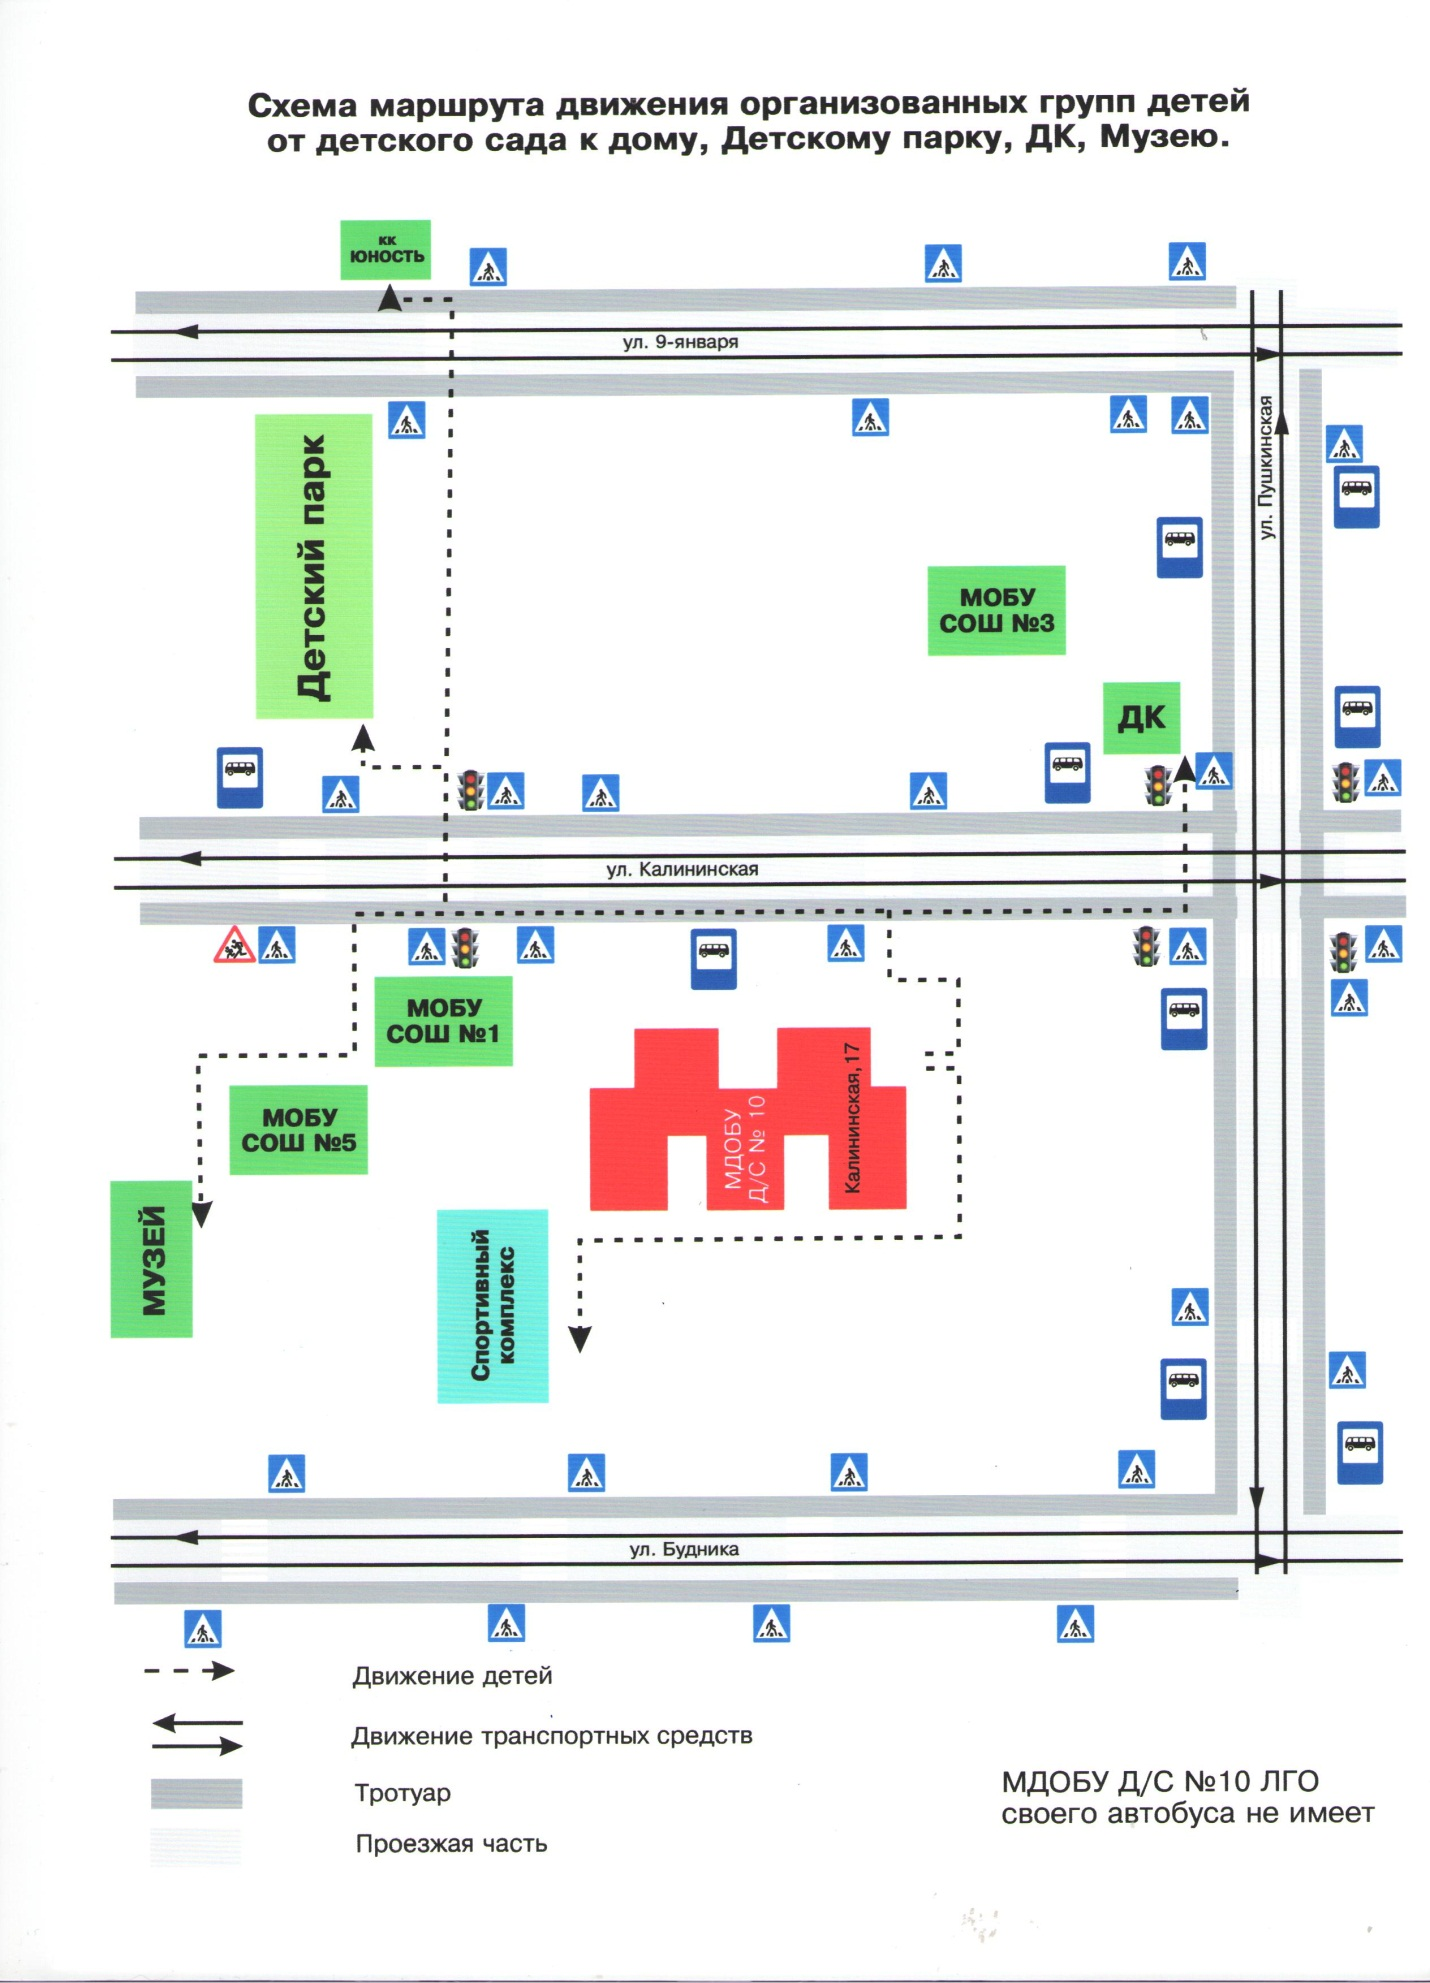 Схема маршрута движения организованных групп детей
от детского сада к дому, Детскому парку, ДК, Музею.
кк
ЮНОСТЬ
ул. 9-января
Детский парк
ул. Пушкинская
МОБУ
СОШ №3
ДК
ул. Калининская
МОБУ
СОШ №1
МОБУ
СОШ №5
МДОБУ
Д/С № 10
Калининская, 17
МУЗЕЙ
Спортивный
комплекс
ул. Будника
Движение детей
Движение транспортных средств
Тротуар
Проезжая часть
МДОБУ Д/С №10 ЛГО
своего автобуса не имеет